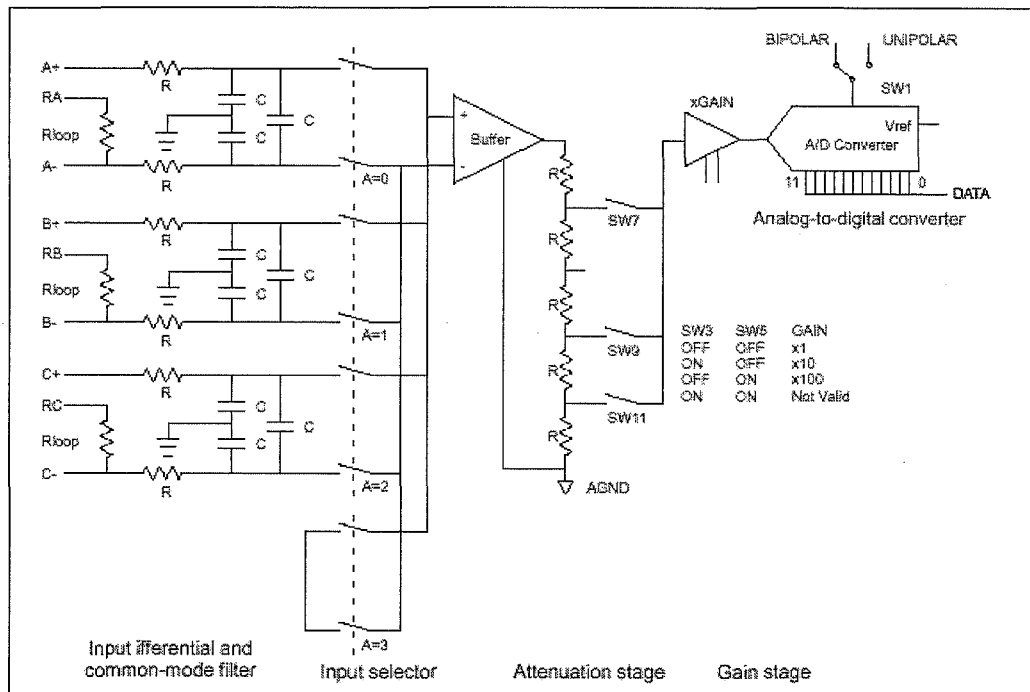 BIPOLAR
UNIPOLAR
SW1
A+
R
RA
Rloop
A-
R
C
C
C
A=0
+
-
Buffer
xGAIN
Vref
A/D Converter
11
0
DATA
Analog-to-digital converter
B+
R
RB
Rloop
B-
R
C
C
C
A=1
R
R
R
R
R
SW7
SW9
SW11
AGND
SW3 SW5 GAIN
OFF OFF x1
ON OFF x10
OFF ON x100
ON ON Not Valid
C+
R
RC
Rloop
C-
R
C
C
C
A=2
A=3
Input ifferential and
common-mode filter
Input selector
Attenuation stage
Gain stage